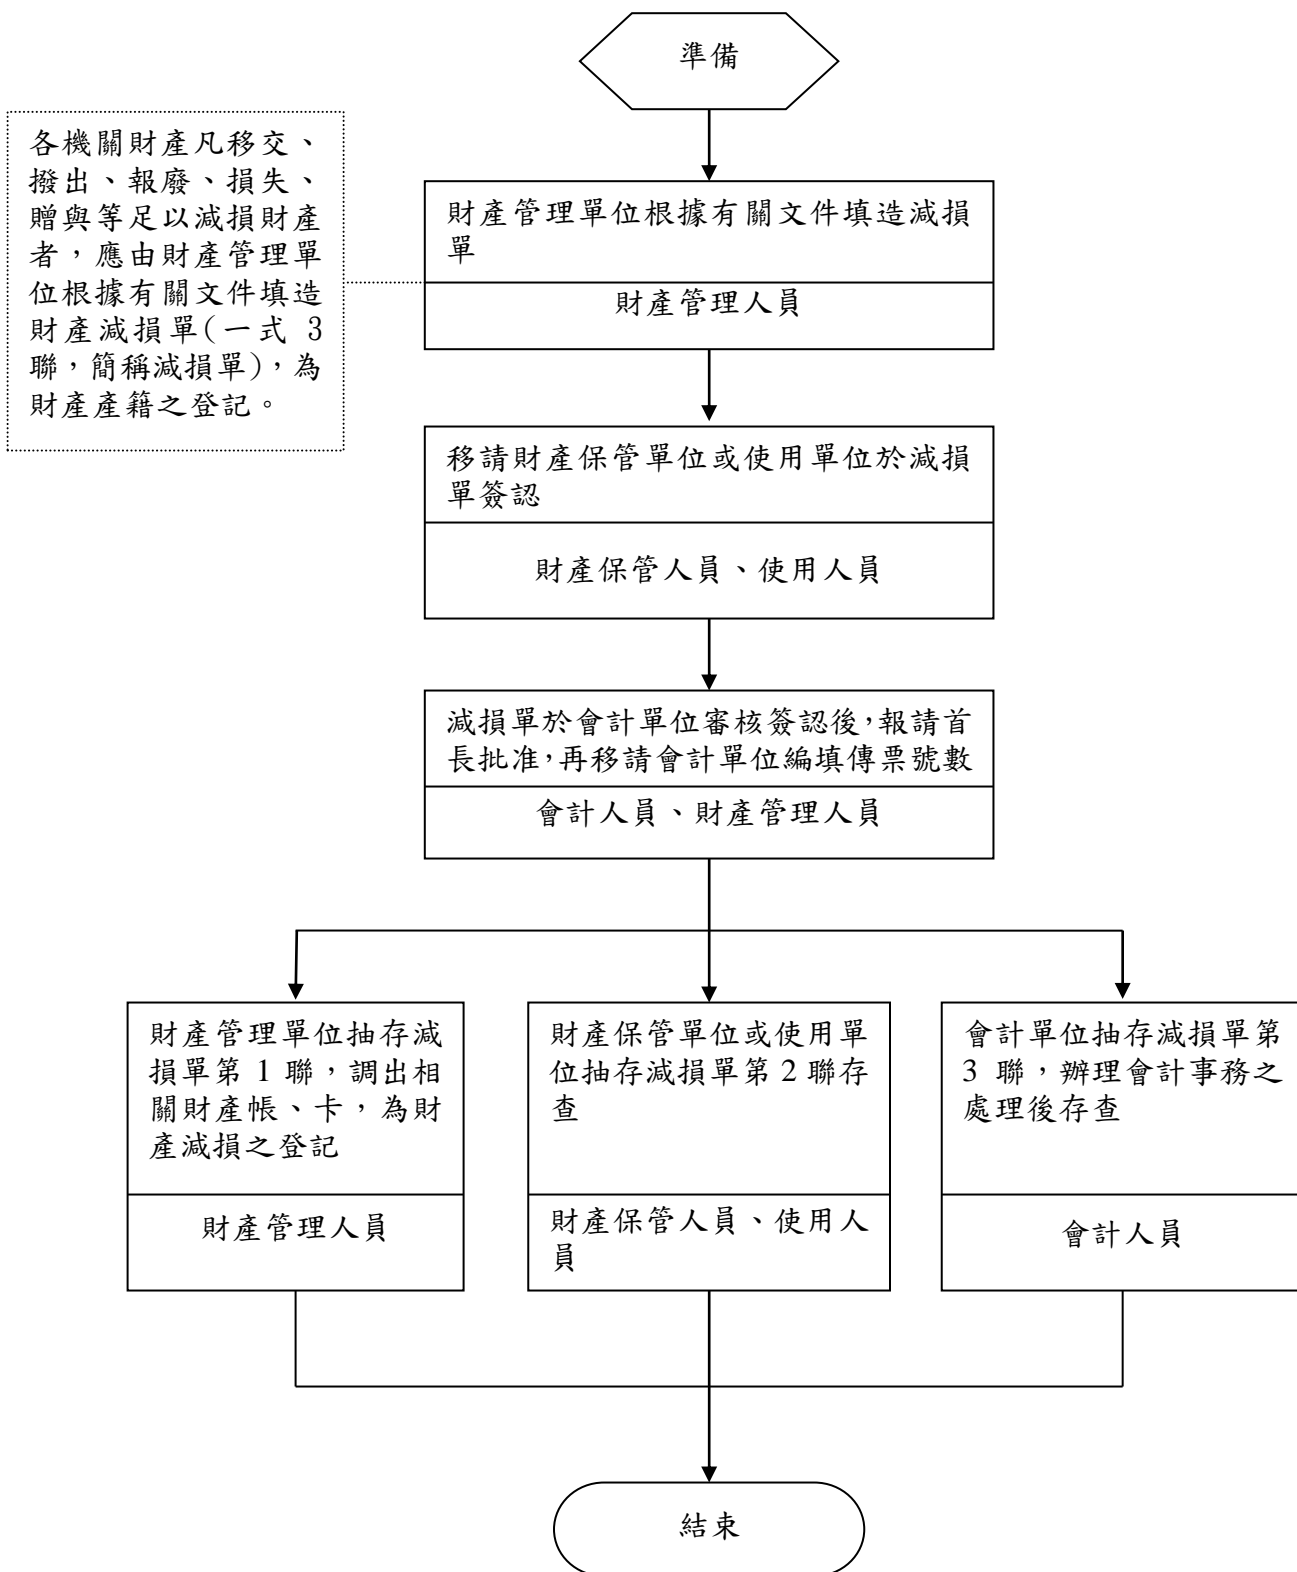 準備
各機關財產凡移交、
撥出、報廢、損失、
贈與等足以減損財產
者，應由財產管理單
位根據有關文件填造
財產減損單(一式 3
聯，簡稱減損單)，為
財產產籍之登記。
財產管理單位根據有關文件填造減損
單
財產管理人員
移請財產保管單位或使用單位於減損
單簽認
財產保管人員、使用人員
減損單於會計單位審核簽認後，報請首
長批准，再移請會計單位編填傳票號數
會計人員、財產管理人員
財產管理單位抽存減
損單第 1 聯，調出相
關財產帳、卡，為財
產減損之登記
財產管理人員
財產保管單位或使用單
位抽存減損單第 2 聯存
查
財產保管人員、使用人
員
會計單位抽存減損單第
3 聯，辦理會計事務之
處理後存查
會計人員
結束